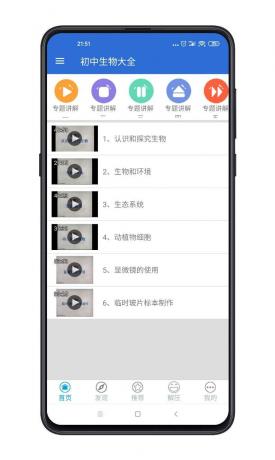 21:51
初中生物大全
专题讲解 专题讲解 专题讲解 专题讲解 专题讲解
一 二 三 四 五
1、认识和探究生物
2、生物和环境
3、生态系统
4、动植物细胞
5、显微镜的使用
6、临时玻片标本制作
首页 发现 推荐 解压 我的